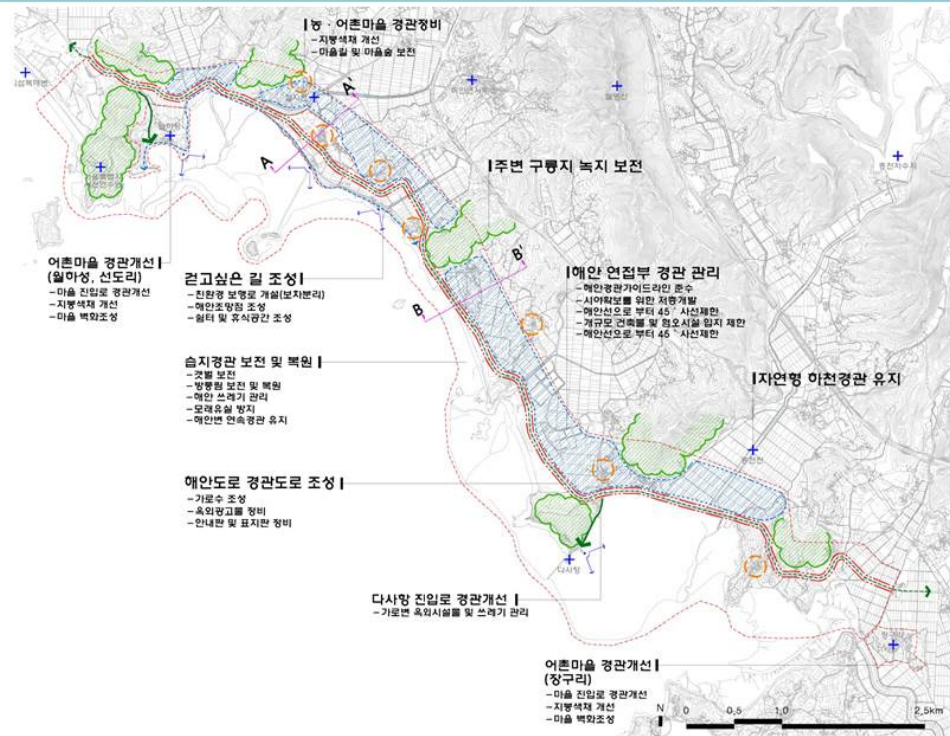 농 · 어촌마을 경관정비
-지붕색채 개선
-마을길 및 마을숲 보전
A'
A
주변 구릉지 녹지 보전
B'
B
어촌마을 경관개선
(월하성, 선도리)
-마을 진입로 경관개선
-지붕색채 개선
-마을 벽화조성
걷고싶은 길 조성
-친환경 보행로 개설(보차분리)
-해안조망점 조성
-쉼터 및 휴식공간 조성
해안 연접부 경관 관리
-해안경관가이드라인 준수
-시야확보를 위한 저층개발
-해안선으로 부터 45˚ 사선제한
-대규모 건축물 및 혐오시설 입지 제한
-해안선으로 부터 45˚ 사선제한
습지경관 보전 및 복원
-갯벌 보전
-방풍림 보전 및 복원
-해안 쓰레기 관리
-모래유실 방지
-해안변 연속경관 유지
자연형 하천경관 유지
해안도로 경관도로 조성
-가로수 조성
-옥외광고물 정비
-안내판 및 표지판 정비
다사항
다사항 진입로 경관개선
-가로변 옥외시설물 및 쓰레기 관리
어촌마을 경관개선
(장구리)
-마을 진입로 경관개선
-지붕색채 개선
-마을 벽화조성
N 0 0.5 1.0 2.5km